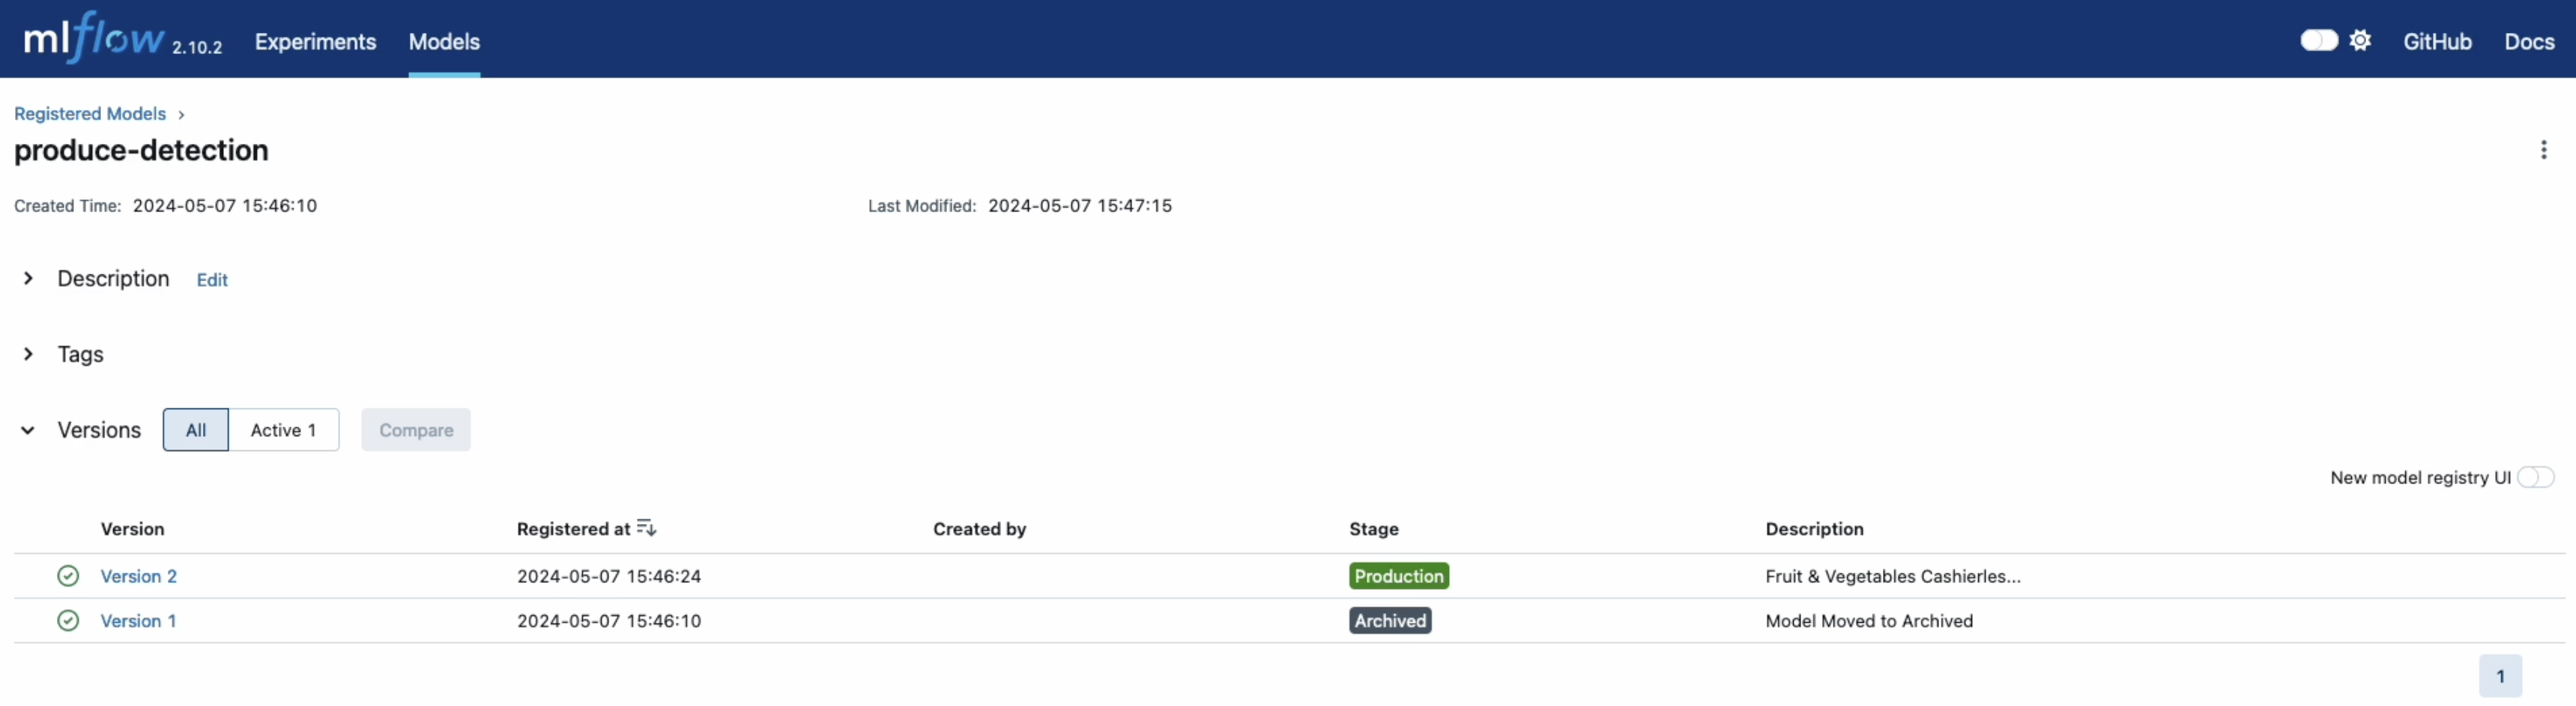 mlflow 2.10.2 Experiments Models GitHub Docs
Registered Models ›
produce-detection
Created Time: 2024-05-07 15:46:10 Last Modified: 2024-05-07 15:47:15
Description Edit
Tags
Versions All Active 1 Compare
New model registry UI
Version Registered at Created by Stage Description
Version 2 2024-05-07 15:46:24 Production Fruit & Vegetables Cashierles...
Version 1 2024-05-07 15:46:10 Archived Model Moved to Archived
1